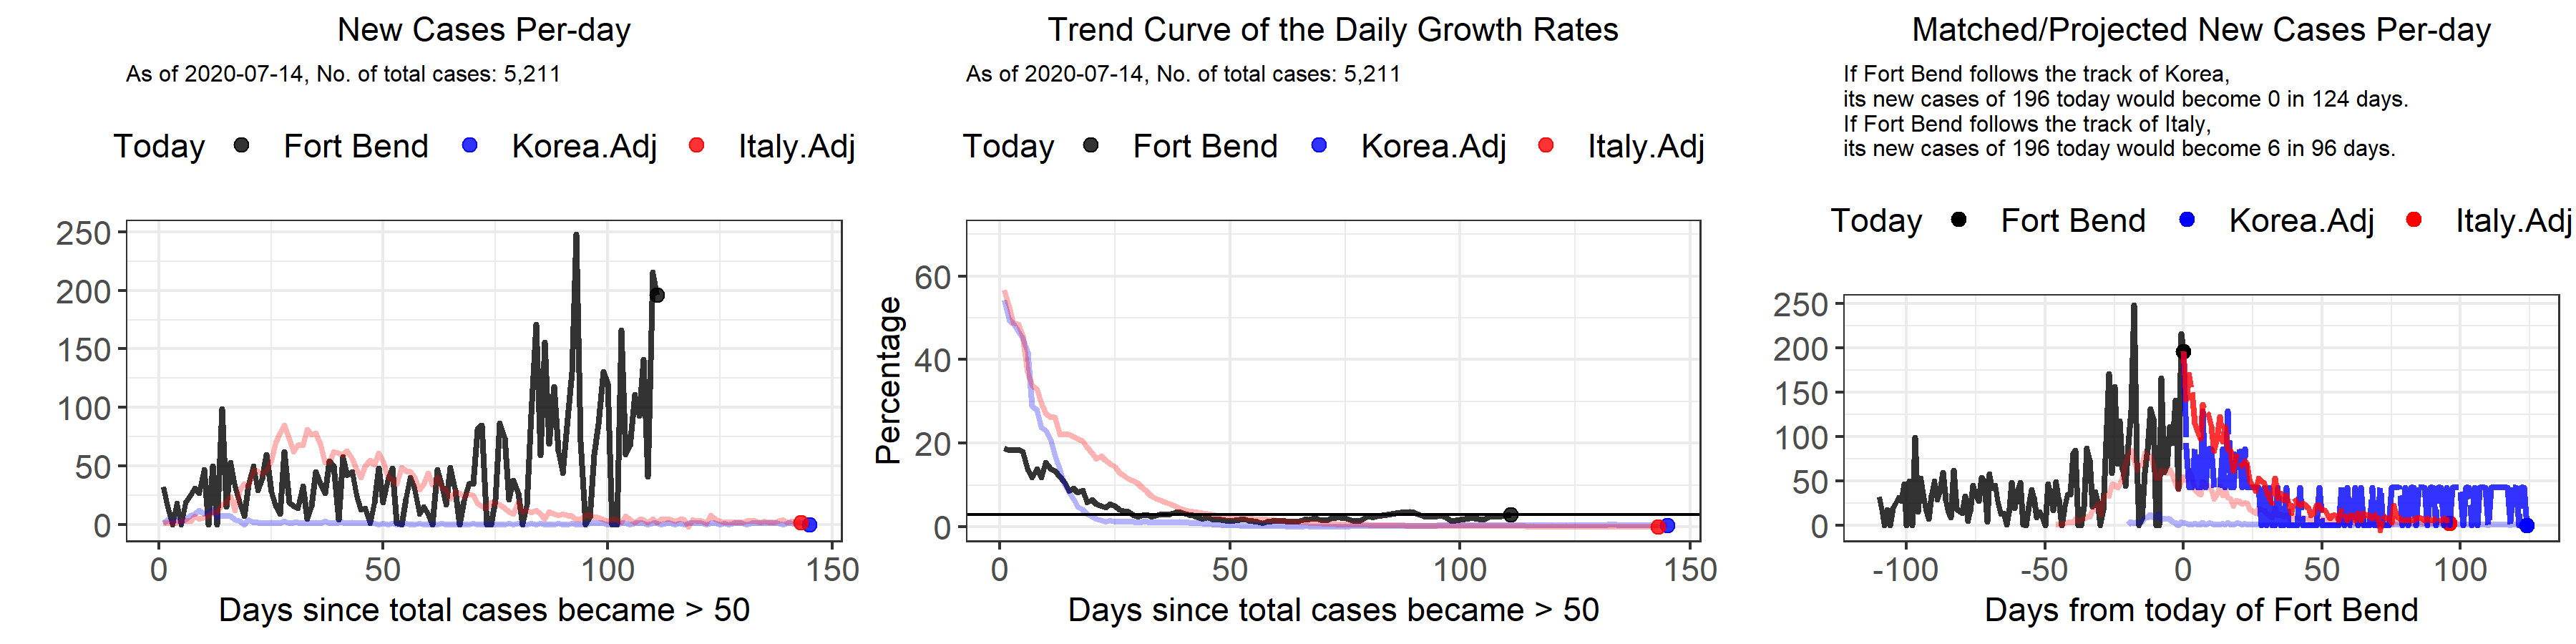 New Cases Per-day
As of 2020-07-14, No. of total cases: 5,211
Today Fort Bend Korea.Adj Italy.Adj
250
200
150
100
50
0
0 50 100 150
Days since total cases became > 50
Trend Curve of the Daily Growth Rates
As of 2020-07-14, No. of total cases: 5,211
Today Fort Bend Korea.Adj Italy.Adj
Percentage
60
40
20
0
0 50 100 150
Days since total cases became > 50
Matched/Projected New Cases Per-day
If Fort Bend follows the track of Korea,
its new cases of 196 today would become 0 in 124 days.
If Fort Bend follows the track of Italy,
its new cases of 196 today would become 6 in 96 days.
Today Fort Bend Korea.Adj Italy.Adj
250
200
150
100
50
0
-100 -50 0 50 100
Days from today of Fort Bend